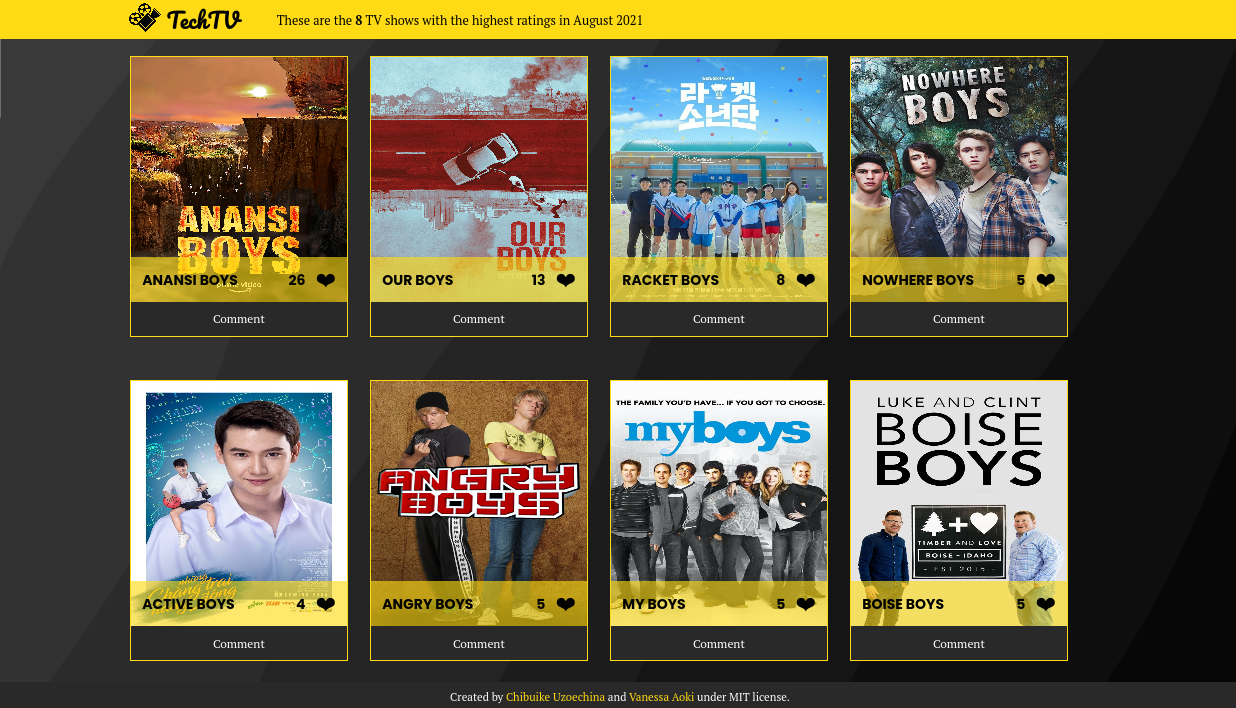 TechTV
These are the 8 TV shows with the highest ratings in August 2021
ANANSI
BOYS
prime video
ANANSI BOYS 26
Comment
OUR
BOYS
OUR BOYS 13
Comment
라켓
소년단
RACKET BOYS 8
Comment
NOWHERE
BOYS
NOWHERE BOYS 5
Comment
ACTIVE BOYS 4
Comment
ANGRY
BOYS
ANGRY BOYS 5
Comment
THE FAMILY YOU'D HAVE... IF YOU GOT TO CHOOSE.
my boys
MY BOYS 5
Comment
LUKE AND CLINT
BOISE
BOYS
TIMBER AND LOVE
BOISE - IDAHO
- EST 2015 -
BOISE BOYS 5
Comment
Created by Chibuike Uzoechina and Vanessa Aoki under MIT license.